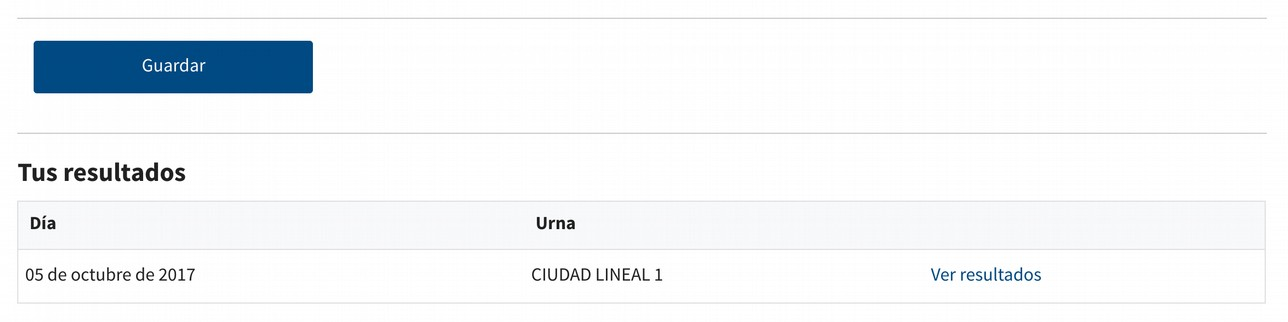 Guardar
Tus resultados
Día Urna
05 de octubre de 2017 CIUDAD LINEAL 1 Ver resultados